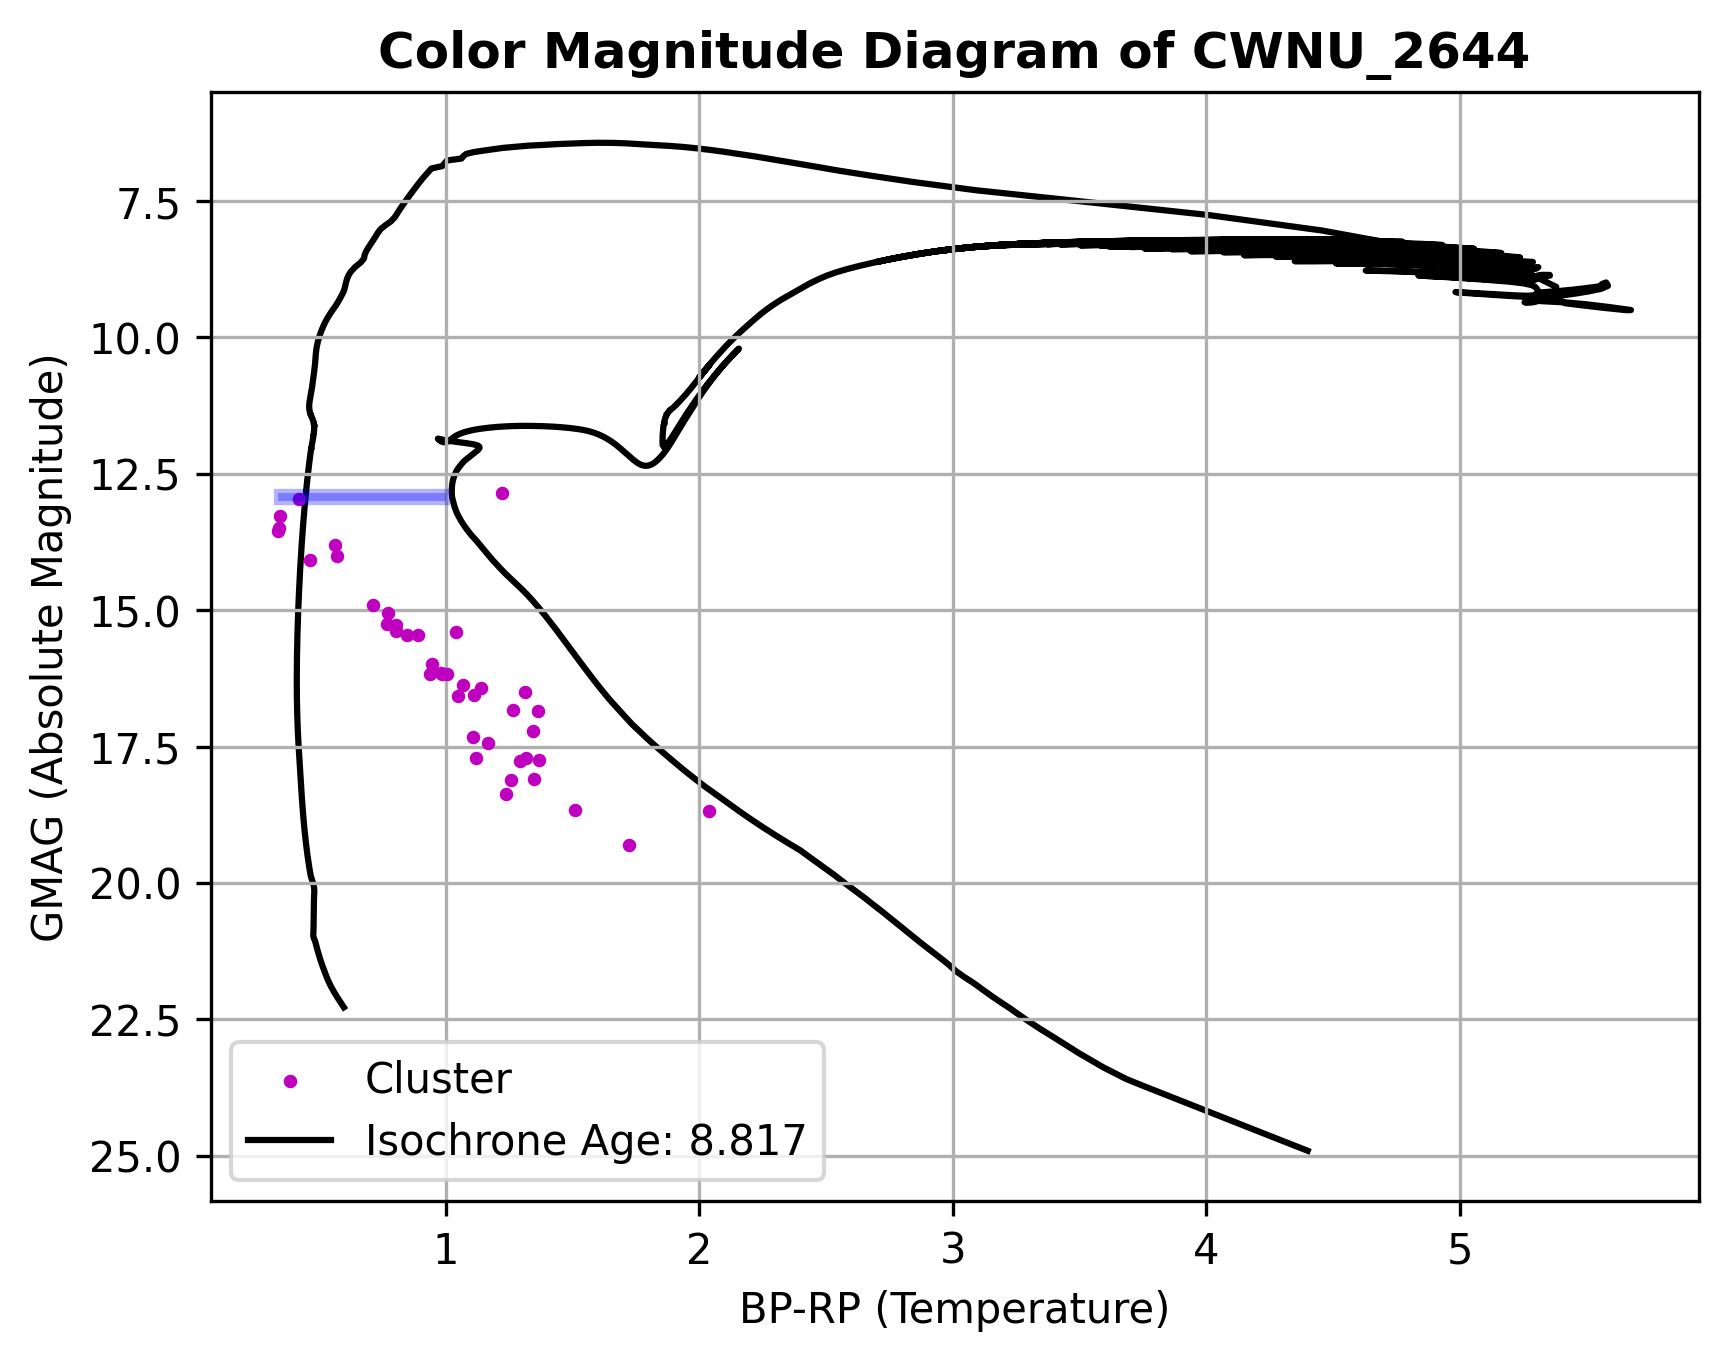 Color Magnitude Diagram of CWNU_2644
GMAG (Absolute Magnitude)
7.5
10.0
12.5
15.0
17.5
20.0
22.5
25.0
Cluster
Isochrone Age: 8.817
1 2 3 4 5
BP-RP (Temperature)